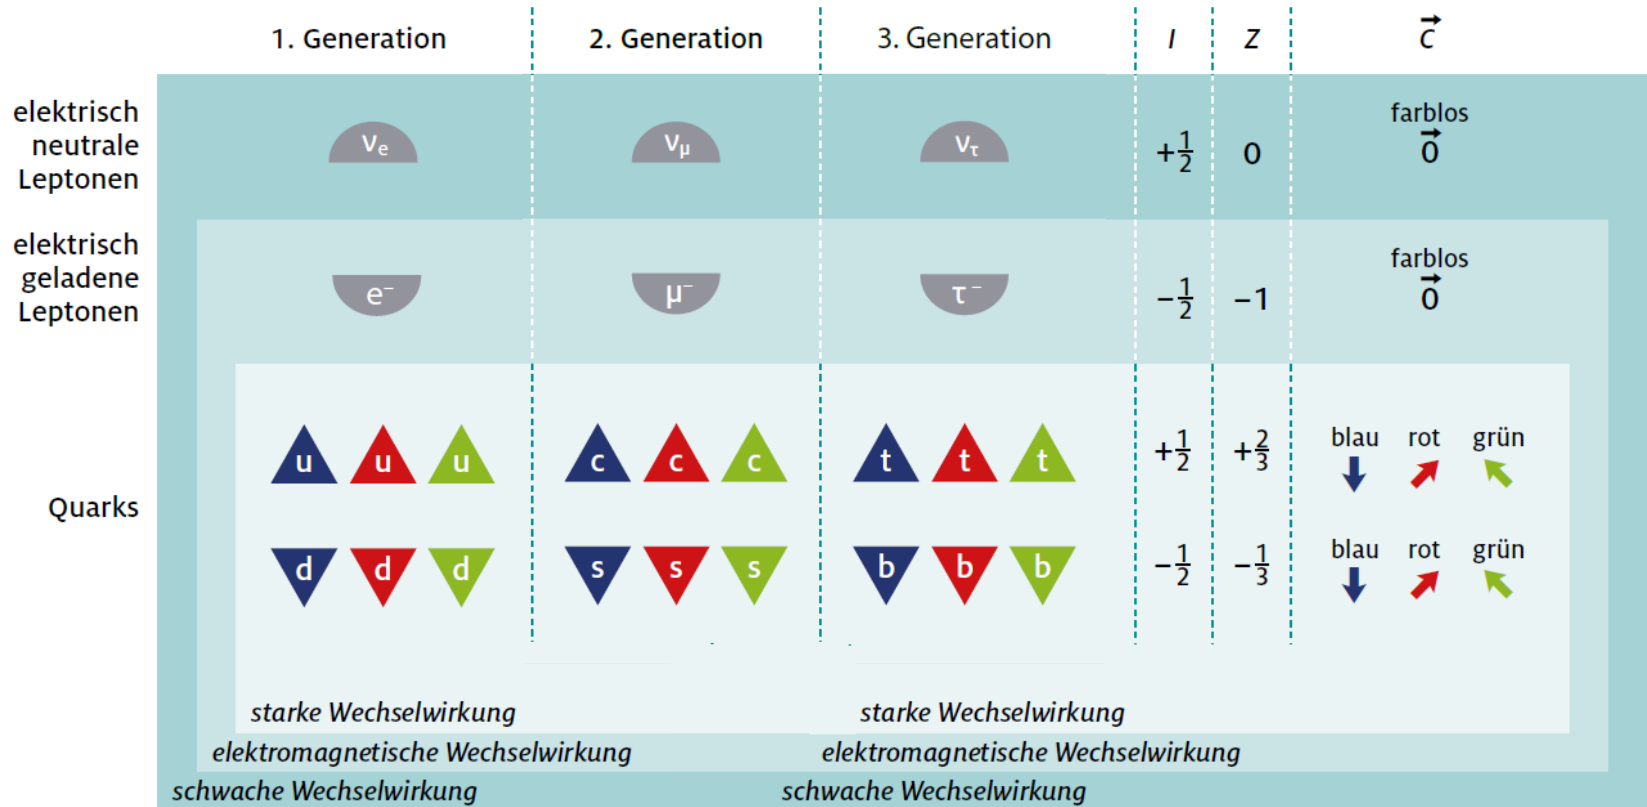 1. Generation 2. Generation 3. Generation I Z C⃗
elektrisch
neutrale
Leptonen
νₑ ν_μ ν_τ +1/2 0 farblos 0⃗
elektrisch
geladene
Leptonen
e⁻ μ⁻ τ⁻ −1/2 −1 farblos 0⃗
Quarks
u u u c c c t t t +1/2 +2/3 blau rot grün
d d d s s s b b b −1/2 −1/3 blau rot grün
starke Wechselwirkung starke Wechselwirkung
elektromagnetische Wechselwirkung elektromagnetische Wechselwirkung
schwache Wechselwirkung schwache Wechselwirkung